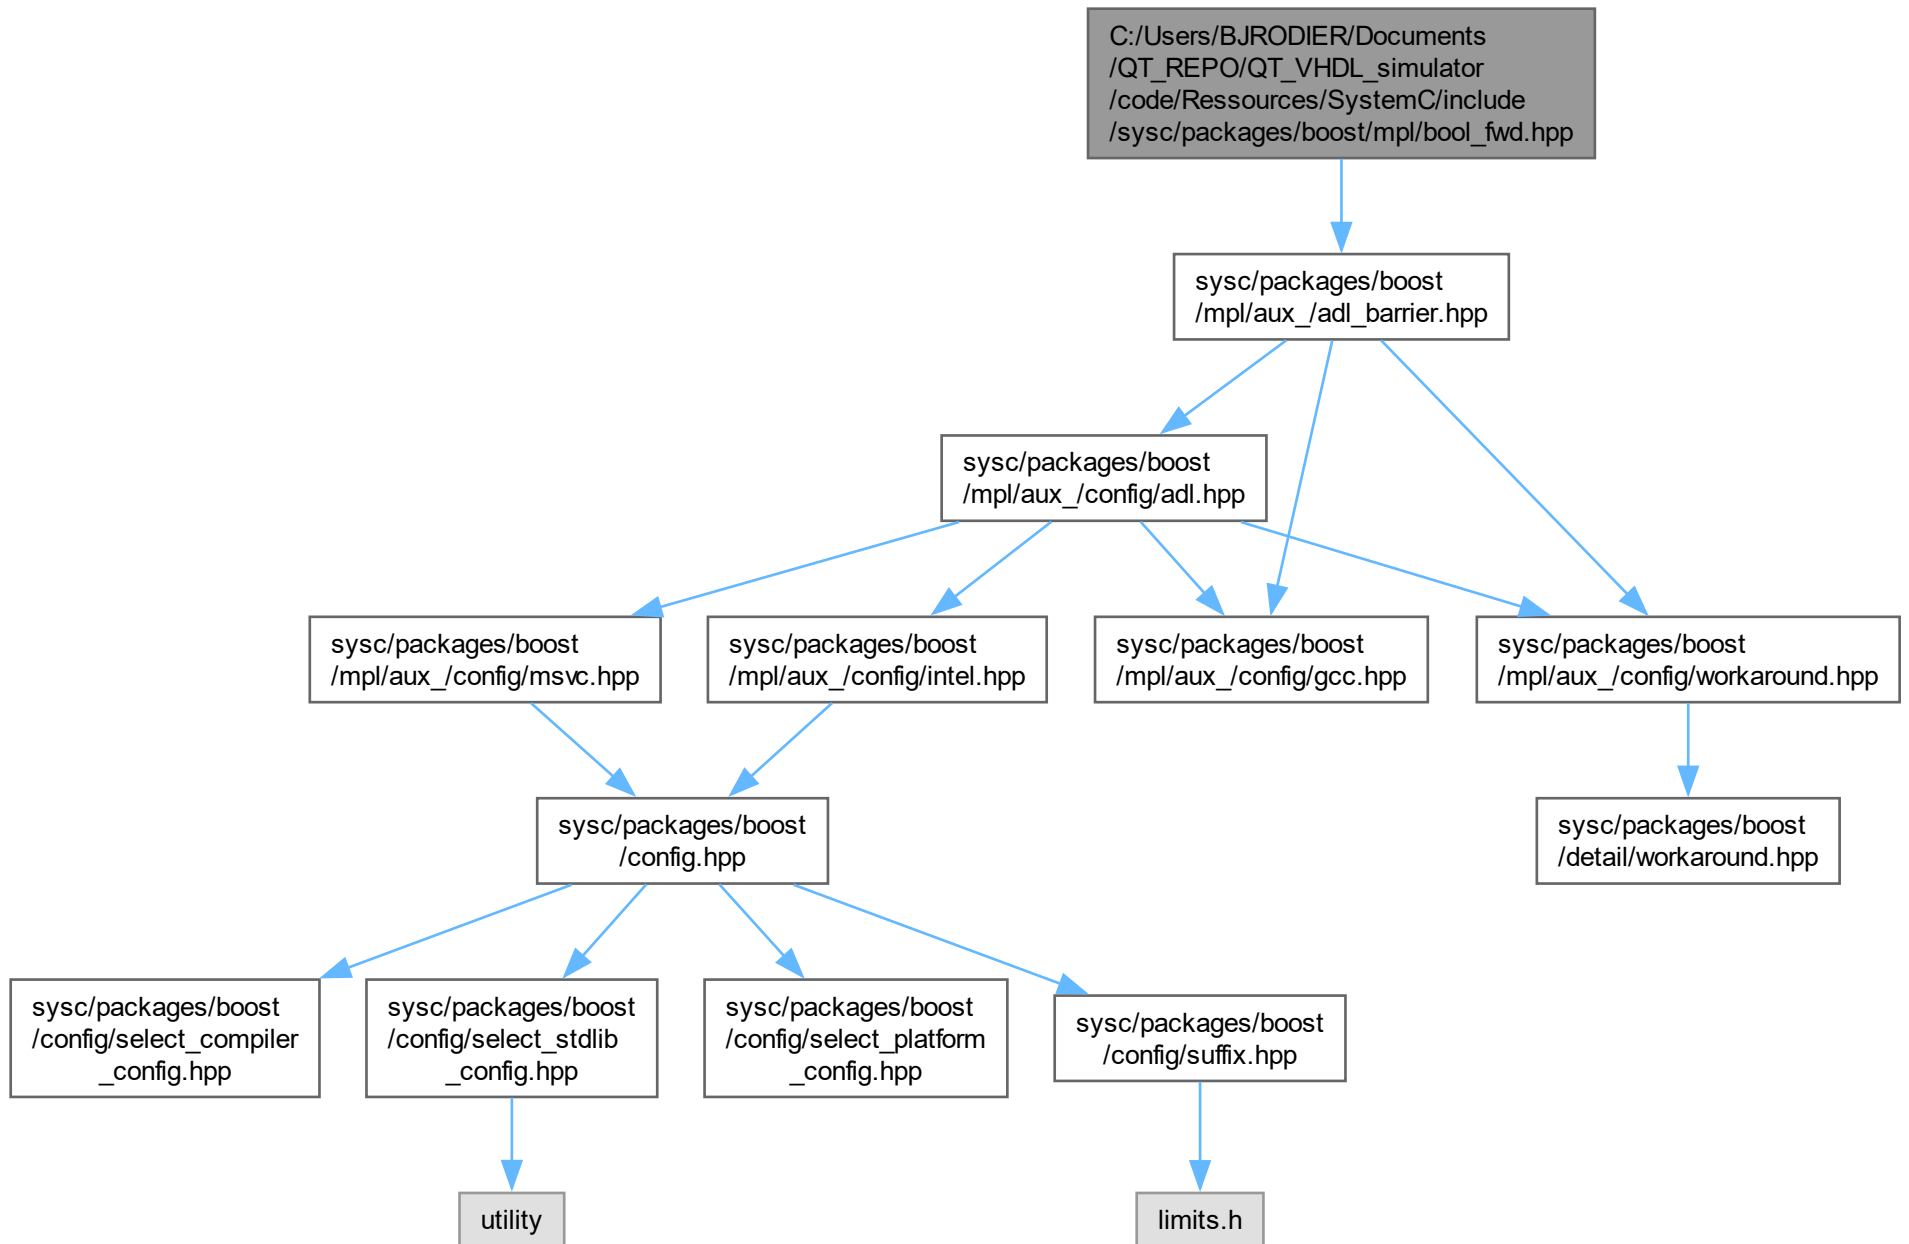 C:/Users/BJRODIER/Documents
/QT_REPO/QT_VHDL_simulator
/code/Ressources/SystemC/include
/sysc/packages/boost/mpl/bool_fwd.hpp
sysc/packages/boost
/mpl/aux_/adl_barrier.hpp
sysc/packages/boost
/mpl/aux_/config/adl.hpp
sysc/packages/boost
/mpl/aux_/config/msvc.hpp
sysc/packages/boost
/mpl/aux_/config/intel.hpp
sysc/packages/boost
/mpl/aux_/config/gcc.hpp
sysc/packages/boost
/mpl/aux_/config/workaround.hpp
sysc/packages/boost
/config.hpp
sysc/packages/boost
/detail/workaround.hpp
sysc/packages/boost
/config/select_compiler
_config.hpp
sysc/packages/boost
/config/select_stdlib
_config.hpp
sysc/packages/boost
/config/select_platform
_config.hpp
sysc/packages/boost
/config/suffix.hpp
utility
limits.h